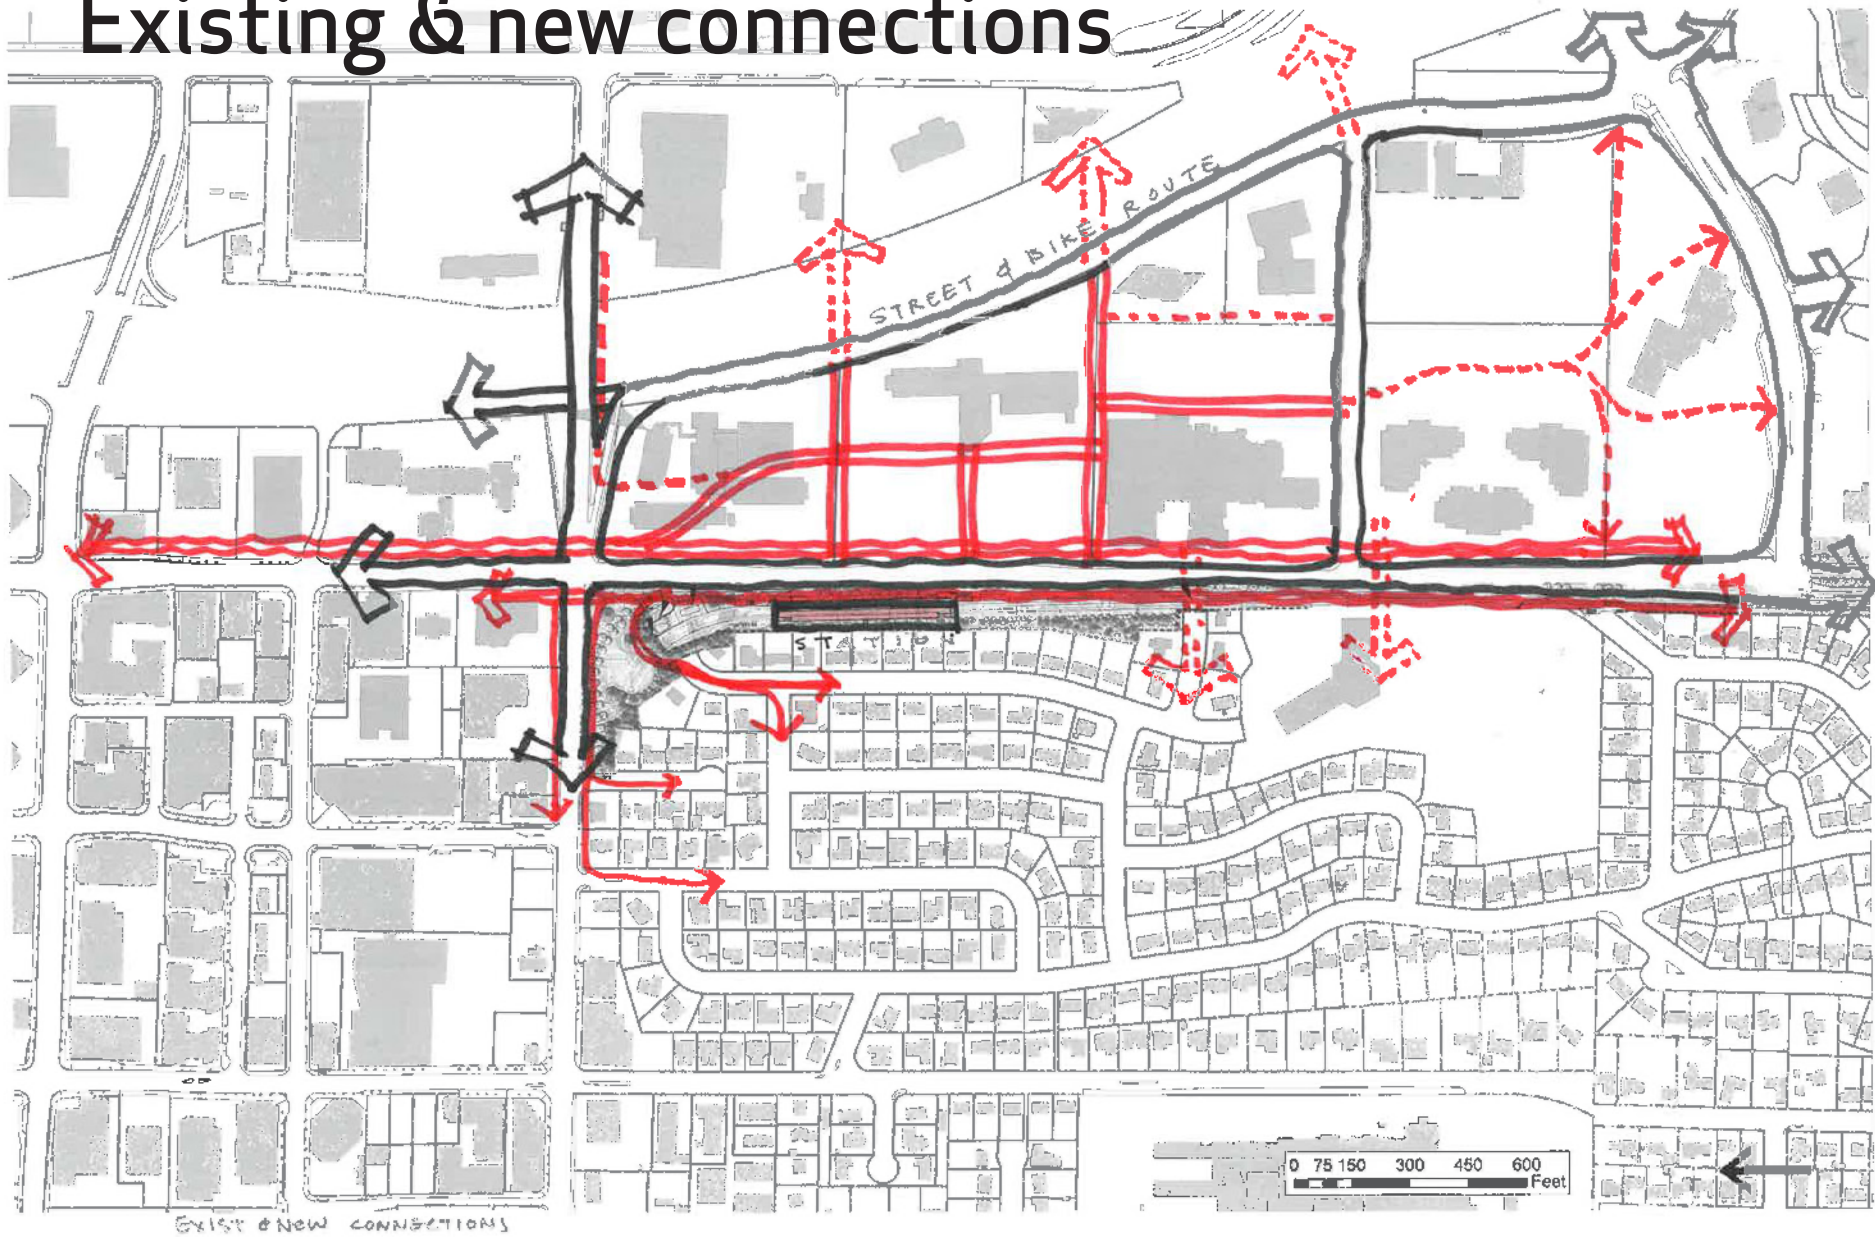 Existing & new connections
STREET & BIKE ROUTE
STATION
0 75 150 300 450 600
Feet
EXIST & NEW CONNECTIONS